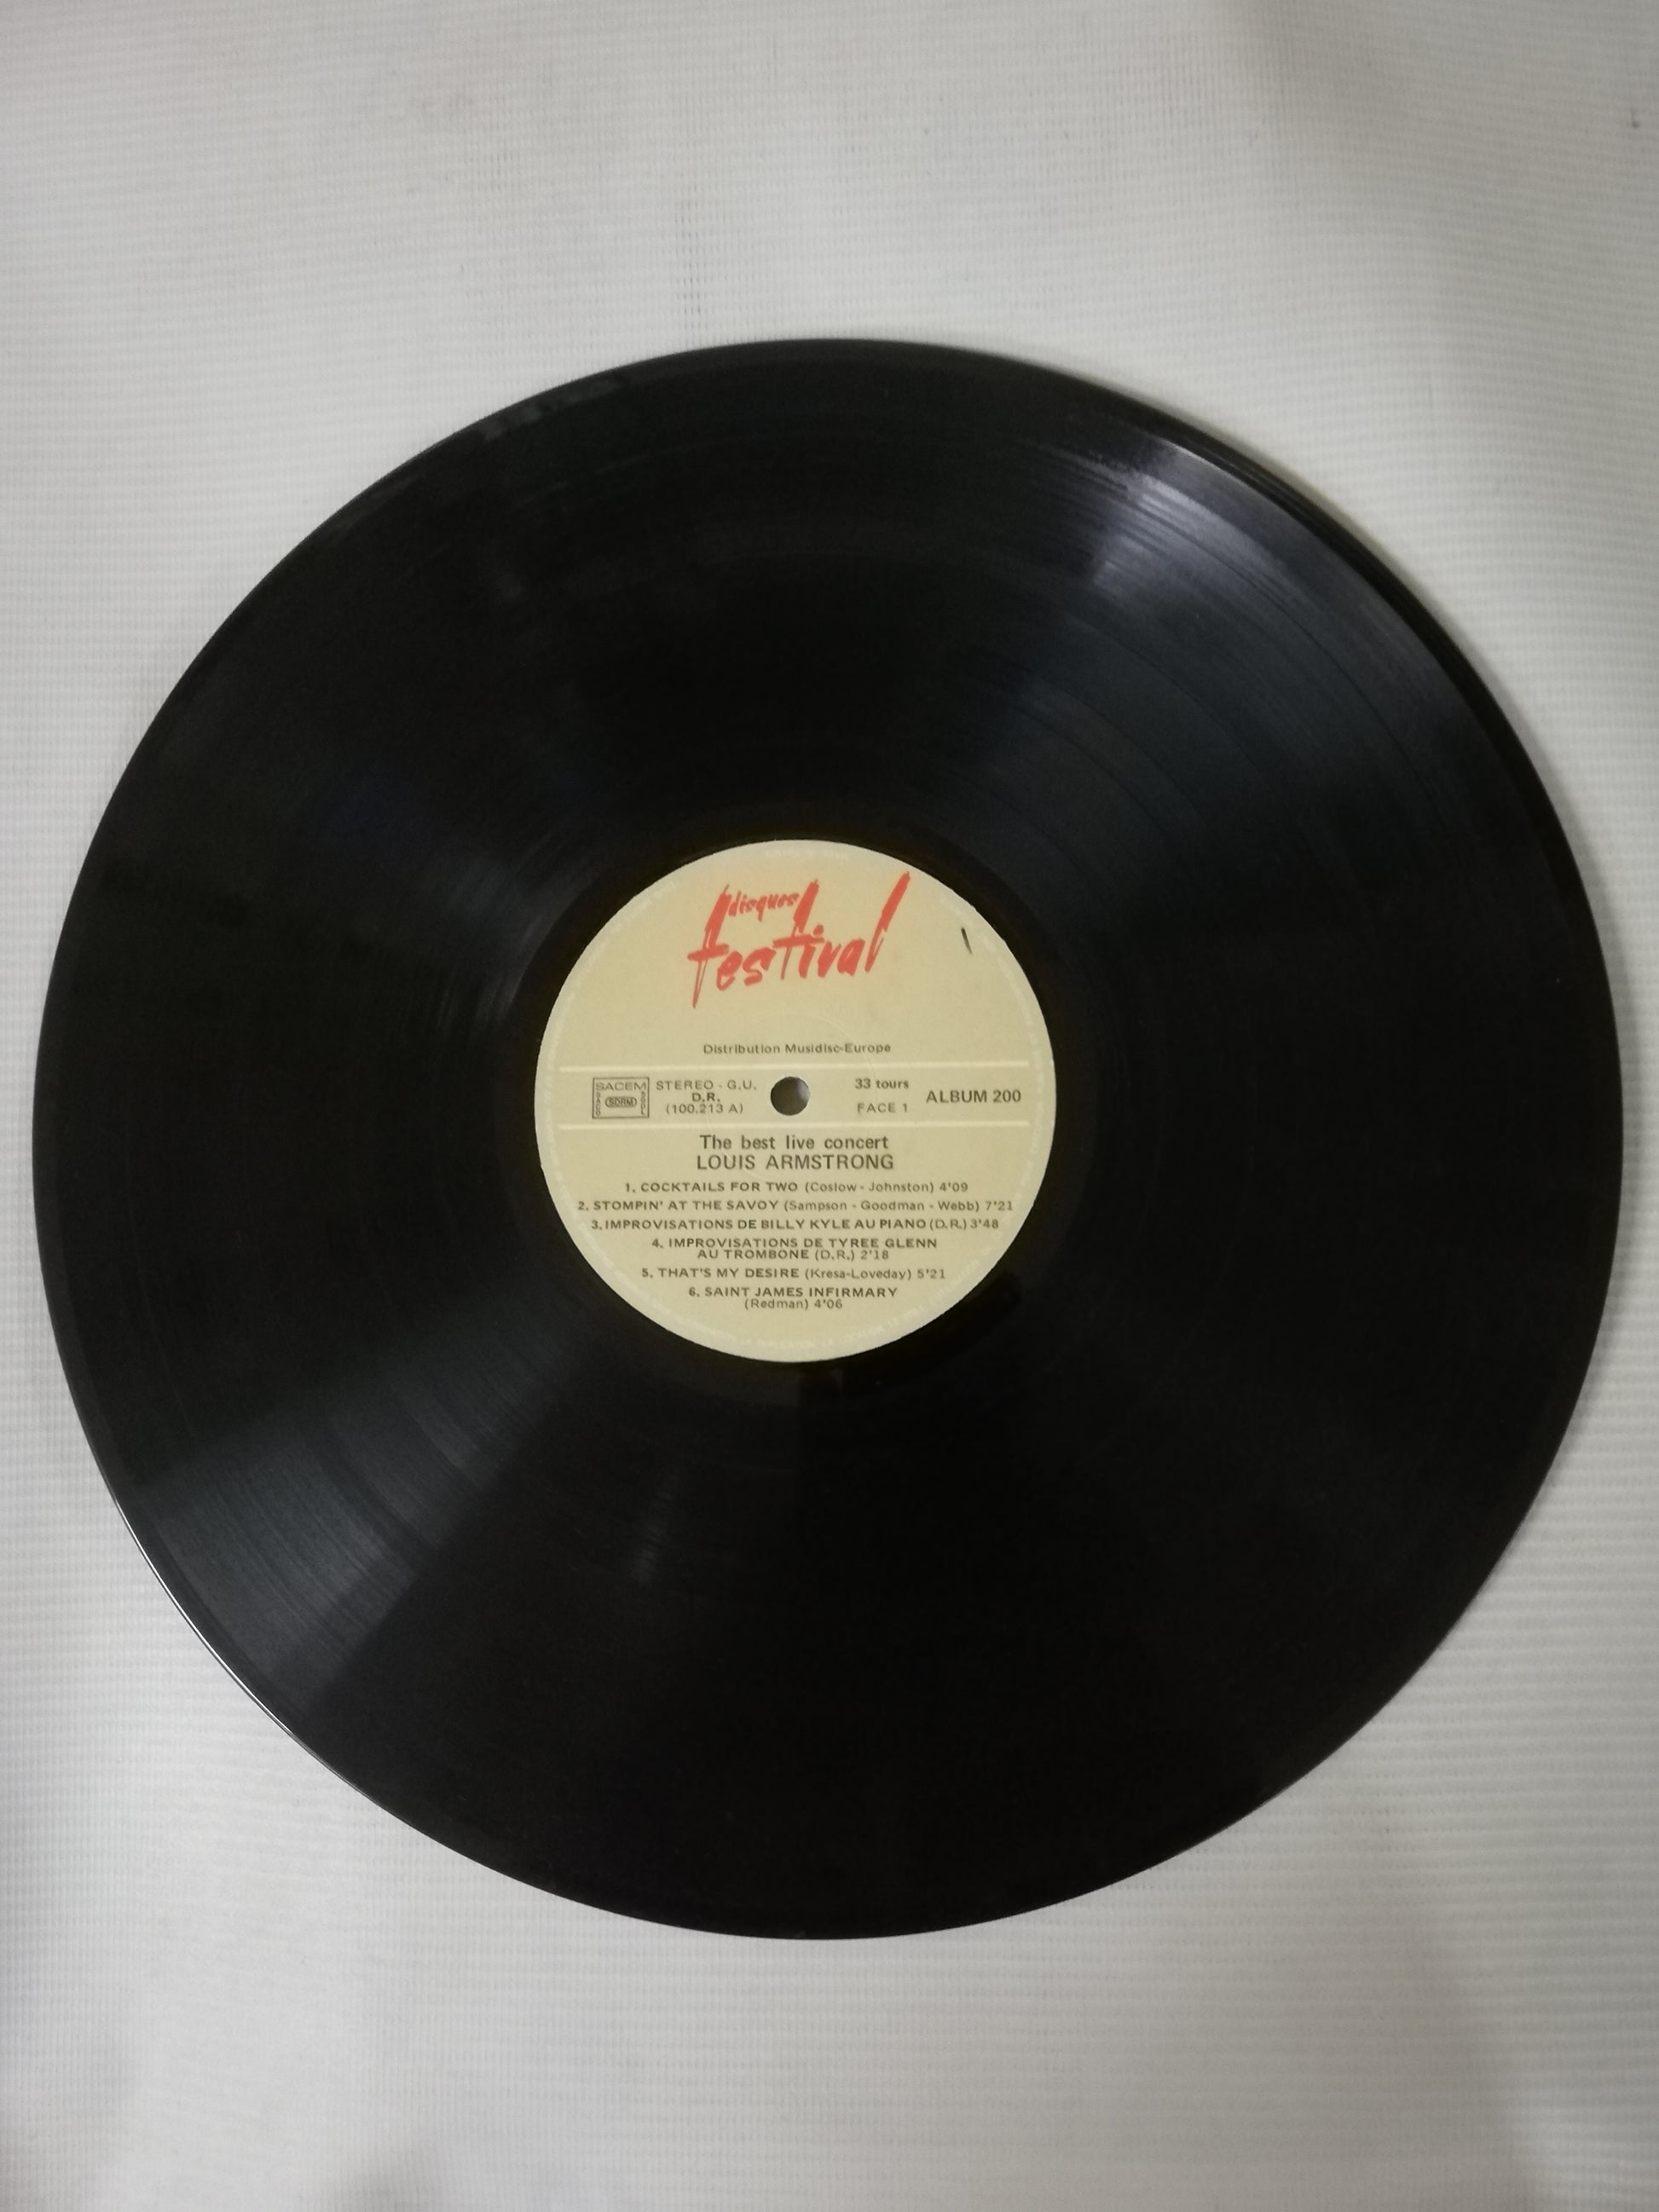 disques
festival
Distribution Musidisc-Europe
SACEM
SACD
SDRM
SGDL
STEREO - G.U.
D.R.
(100.213 A)
33 tours
FACE 1
ALBUM 200
The best live concert
LOUIS ARMSTRONG
1. COCKTAILS FOR TWO (Coslow - Johnston) 4'09
2. STOMPIN' AT THE SAVOY (Sampson - Goodman - Webb) 7'21
3. IMPROVISATIONS DE BILLY KYLE AU PIANO (D.R.) 3'48
4. IMPROVISATIONS DE TYREE GLENN
AU TROMBONE (D.R.) 2'18
5. THAT'S MY DESIRE (Kresa-Loveday) 5'21
6. SAINT JAMES INFIRMARY
(Redman) 4'06